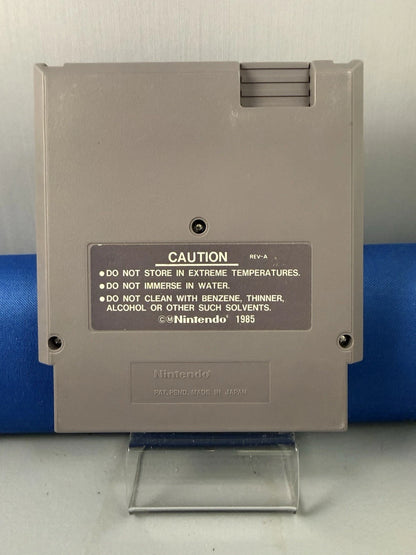 CAUTION REV-A
•DO NOT STORE IN EXTREME TEMPERATURES.
•DO NOT IMMERSE IN WATER.
•DO NOT CLEAN WITH BENZENE, THINNER,
ALCOHOL OR OTHER SUCH SOLVENTS.
©ⓂNintendo® 1985
Nintendo®
PAT. PEND. MADE IN JAPAN